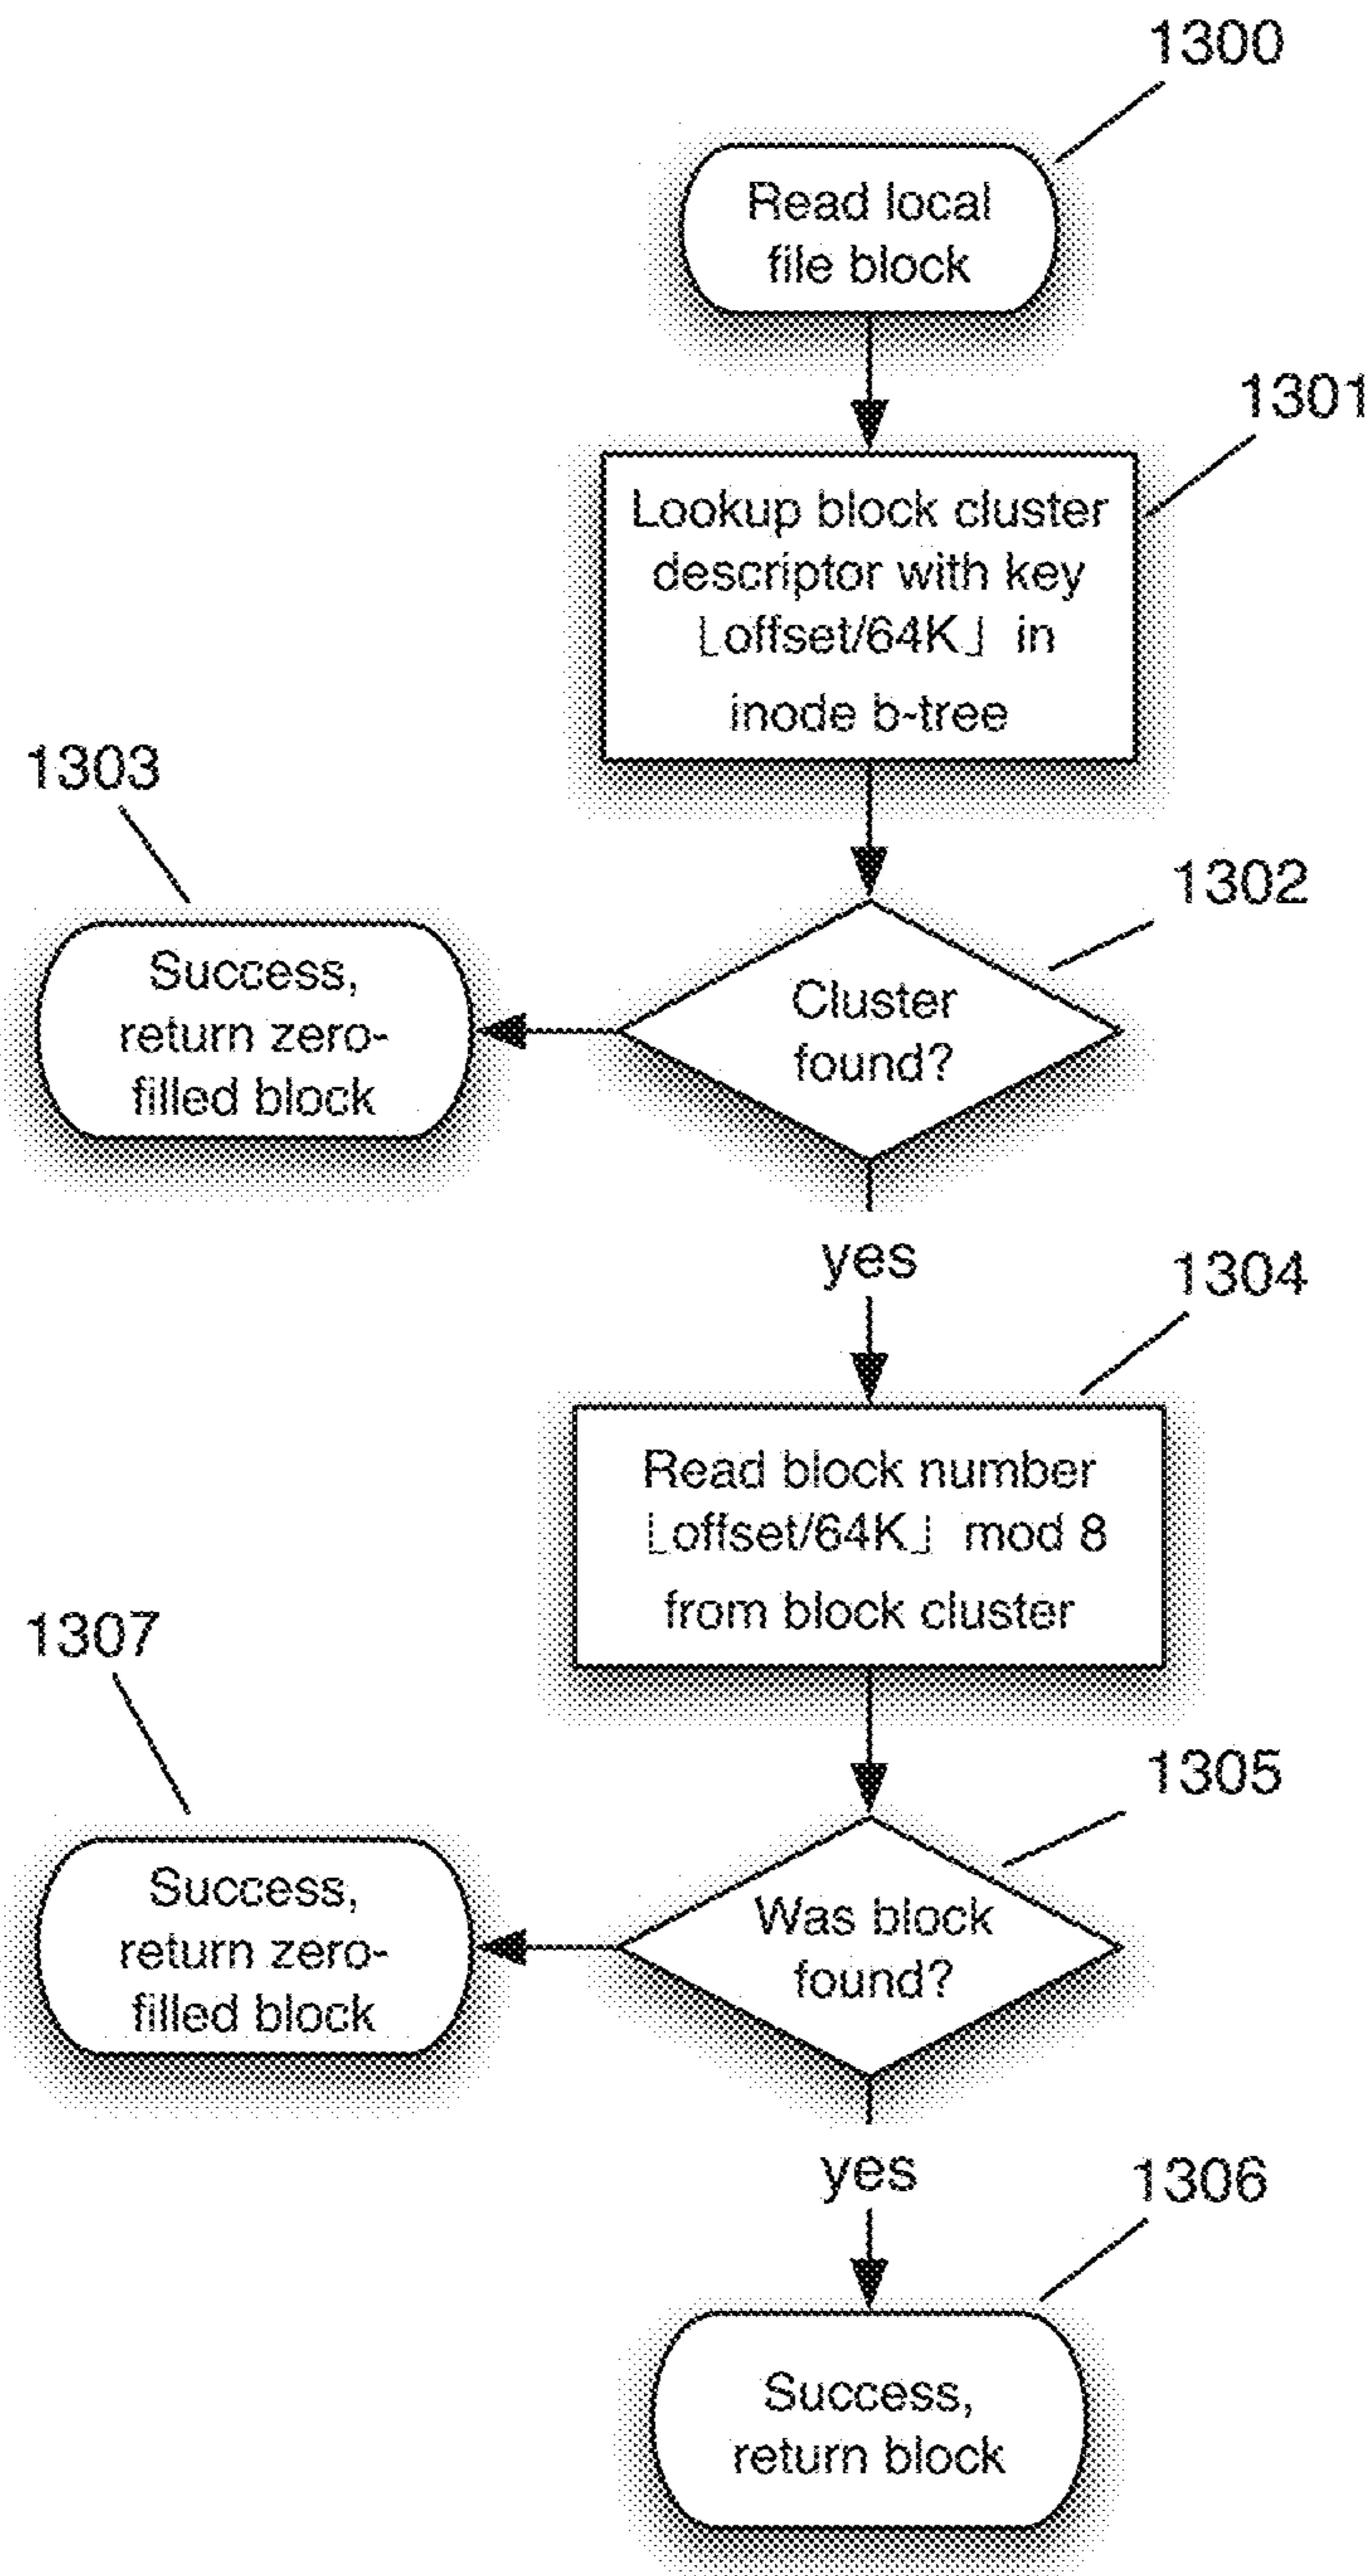 1300
Read local
file block
1301
Lookup block cluster
descriptor with key
⌊offset/64K⌋ in
inode b-tree
1303
1302
Success,
return zero-
filled block
Cluster
found?
yes
1304
Read block number
⌊offset/64K⌋ mod 8
from block cluster
1307
1305
Success,
return zero-
filled block
Was block
found?
yes
1306
Success,
return block